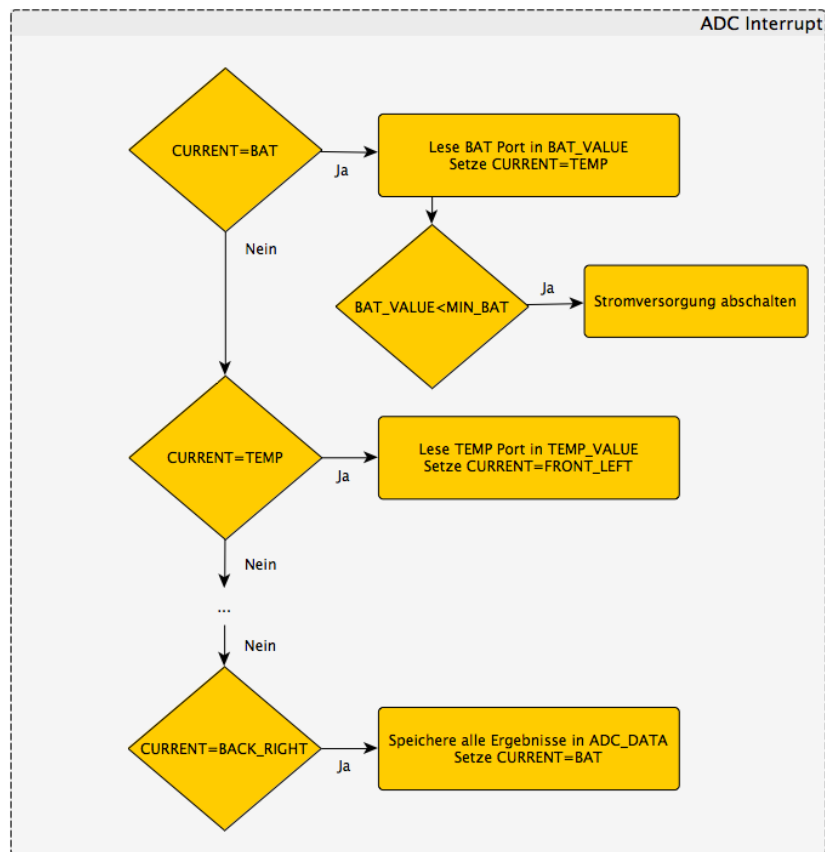 ADC Interrupt
CURRENT=BAT
Ja
Lese BAT Port in BAT_VALUE
Setze CURRENT=TEMP
Nein
BAT_VALUE<MIN_BAT
Ja
Stromversorgung abschalten
CURRENT=TEMP
Ja
Lese TEMP Port in TEMP_VALUE
Setze CURRENT=FRONT_LEFT
Nein
...
Nein
CURRENT=BACK_RIGHT
Ja
Speichere alle Ergebnisse in ADC_DATA
Setze CURRENT=BAT